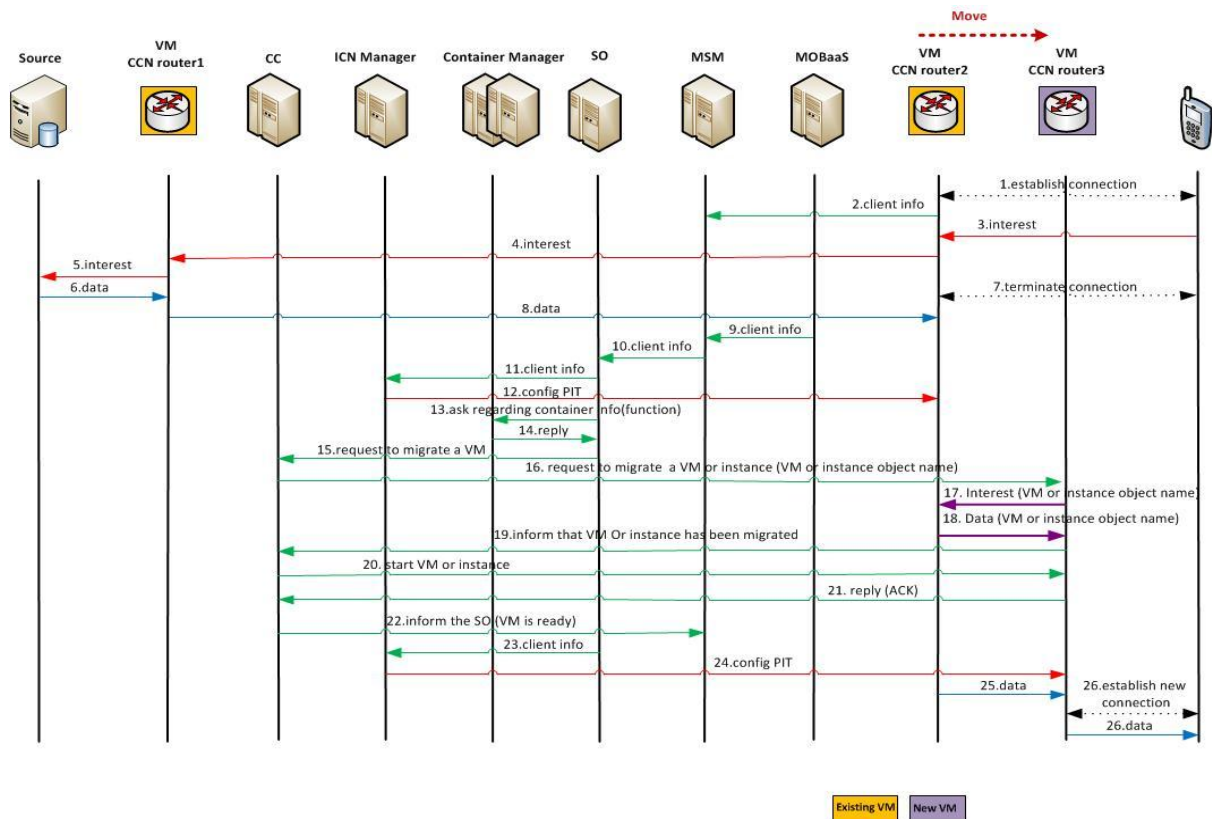 Move
Source
VM
CCN router1
CC
ICN Manager
Container Manager
SO
MSM
MOBaaS
VM
CCN router2
VM
CCN router3
1.establish connection
2.client info
3.interest
4.interest
5.interest
6.data
7.terminate connection
8.data
9.client info
10.client info
11.client info
12.config PIT
13.ask regarding container info(function)
14.reply
15.request to migrate a VM
16. request to migrate a VM or instance (VM or instance object name)
17. Interest (VM or instance object name)
18. Data (VM or instance object name)
19.inform that VM Or instance has been migrated
20. start VM or instance
21. reply (ACK)
22.inform the SO (VM is ready)
23.client info
24.config PIT
25.data
26.establish new
connection
26.data
Existing VM
New VM